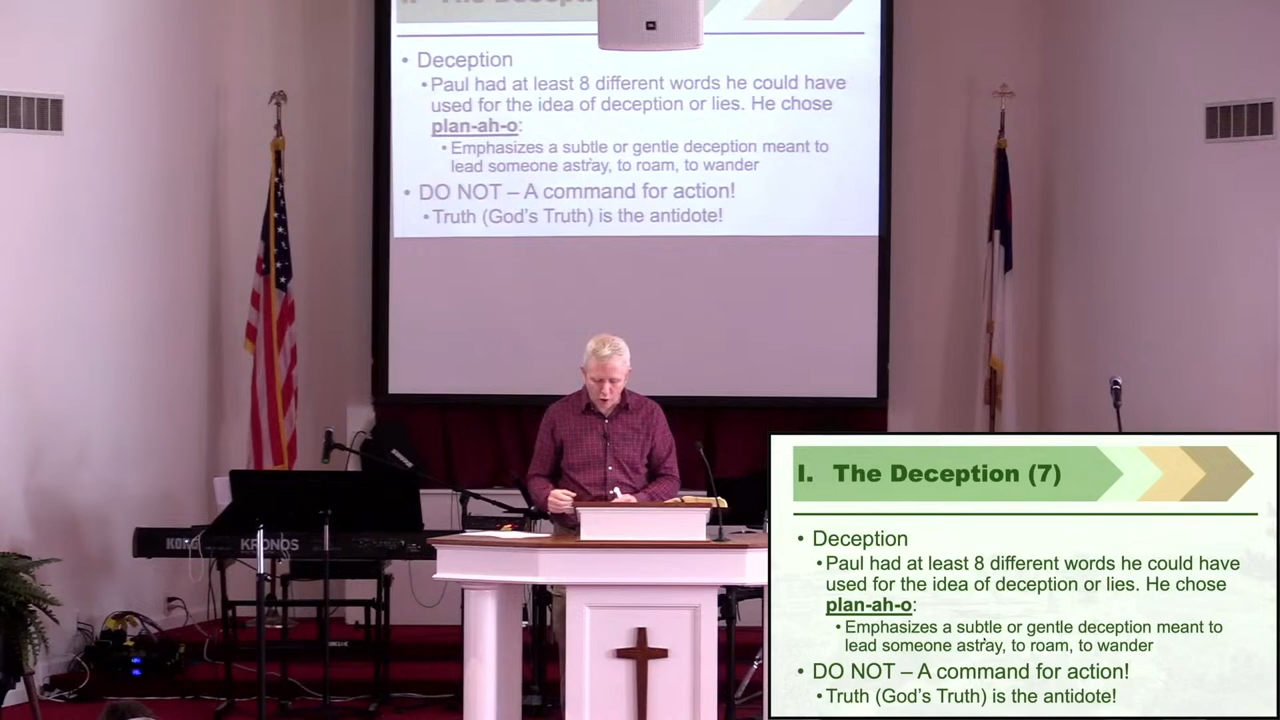 I. The Deception
• Deception
• Paul had at least 8 different words he could have
used for the idea of deception or lies. He chose
plan-ah-o:
• Emphasizes a subtle or gentle deception meant to
lead someone astray, to roam, to wander
• DO NOT – A command for action!
• Truth (God's Truth) is the antidote!
JBL
KORG
KRONOS
I. The Deception (7)
• Deception
• Paul had at least 8 different words he could have
used for the idea of deception or lies. He chose
plan-ah-o:
• Emphasizes a subtle or gentle deception meant to
lead someone astray, to roam, to wander
• DO NOT – A command for action!
• Truth (God's Truth) is the antidote!